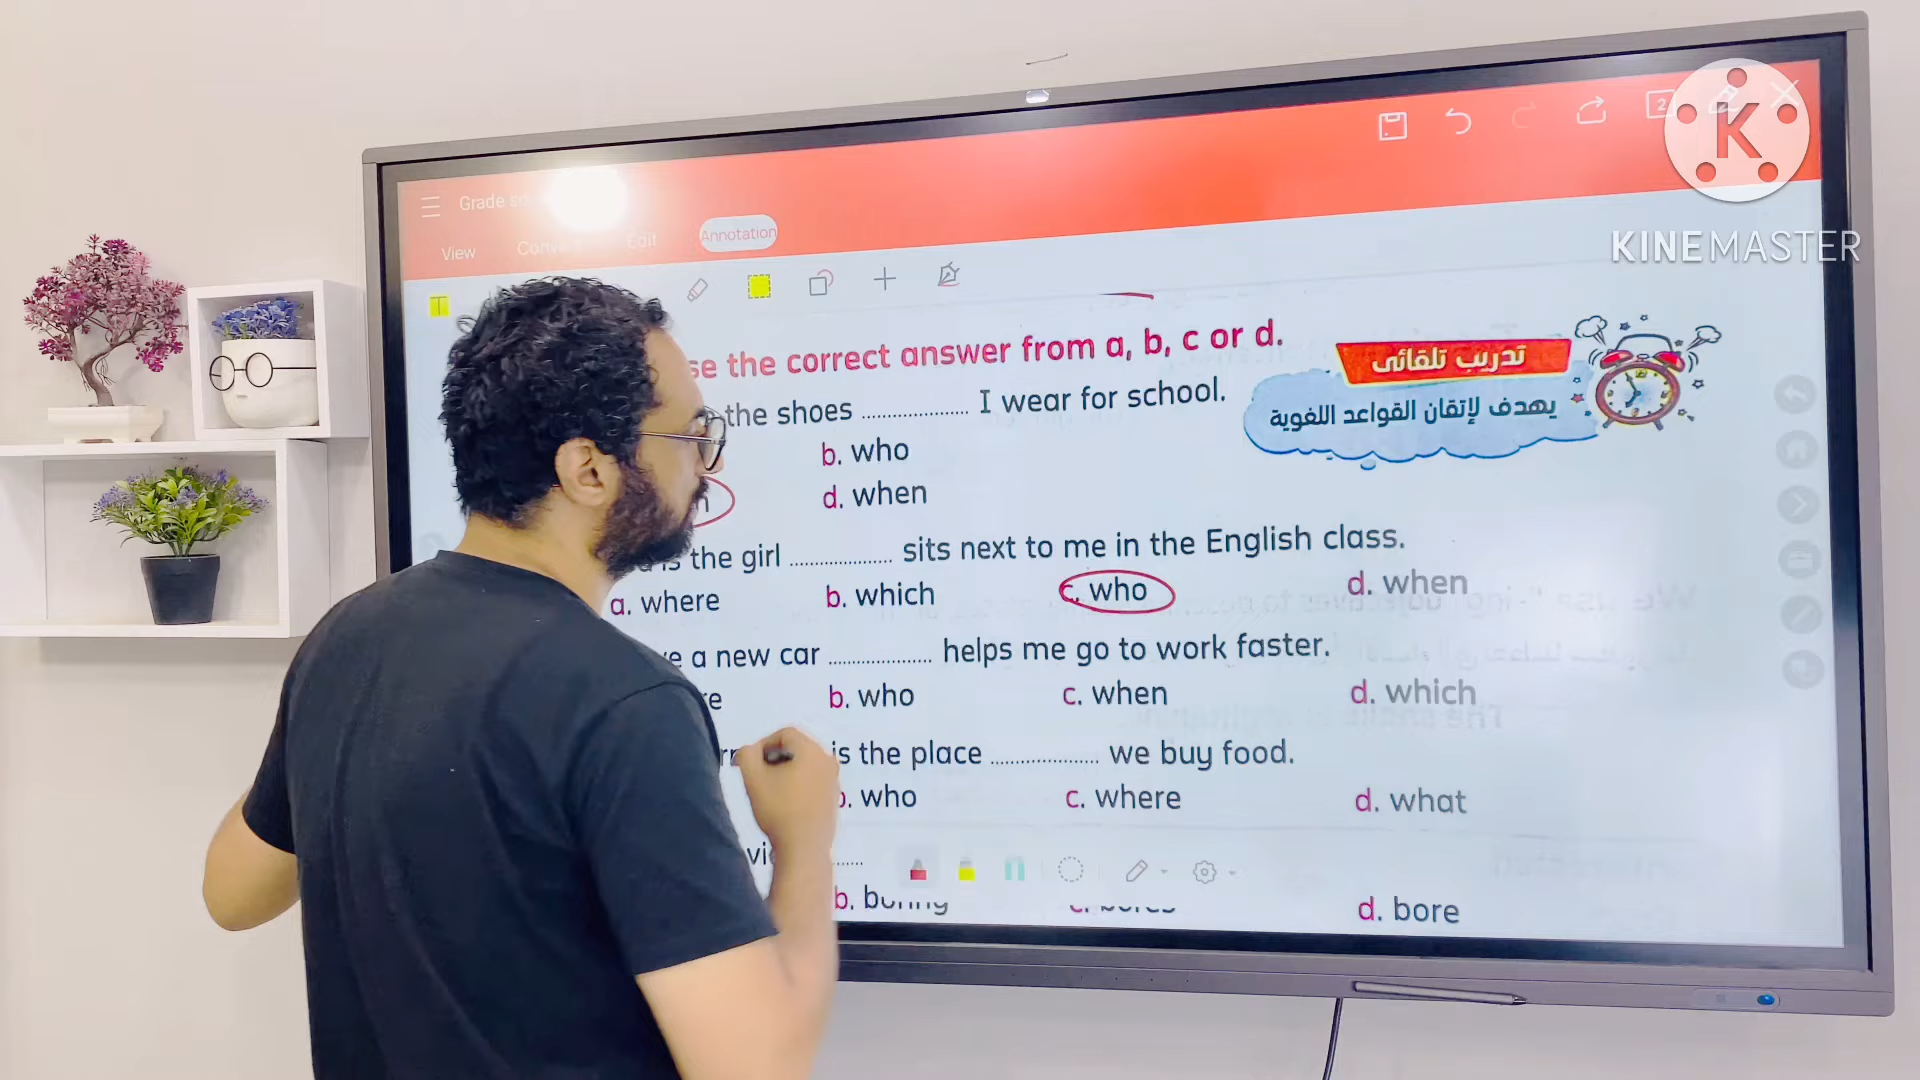 KINEMASTER
Grade
View Edit Annotation
the correct answer from a, b, c or d.
تدريب تلقائى
يهدف لإتقان القواعد اللغوية
the shoes .................... I wear for school.
b. who
d. when
is the girl .................... sits next to me in the English class.
a. where b. which c. who d. when
a new car .................... helps me go to work faster.
b. who c. when d. which
is the place .................... we buy food.
who c. where d. what
b. boring d. bore